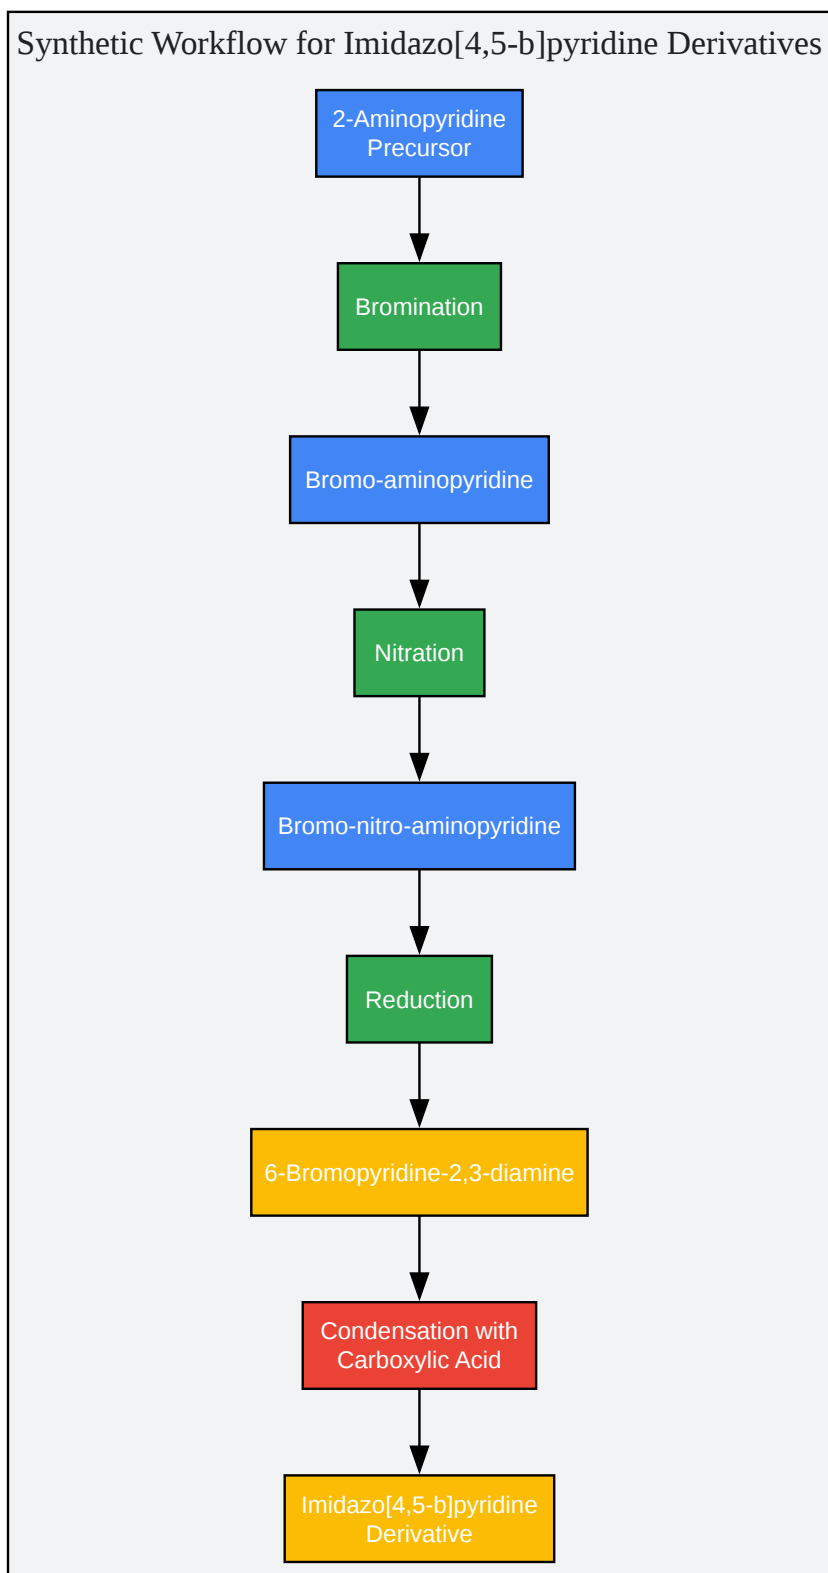 Synthetic Workflow for Imidazo[4,5-b]pyridine Derivatives
2-Aminopyridine
Precursor
Bromination
Bromo-aminopyridine
Nitration
Bromo-nitro-aminopyridine
Reduction
6-Bromopyridine-2,3-diamine
Condensation with
Carboxylic Acid
Imidazo[4,5-b]pyridine
Derivative